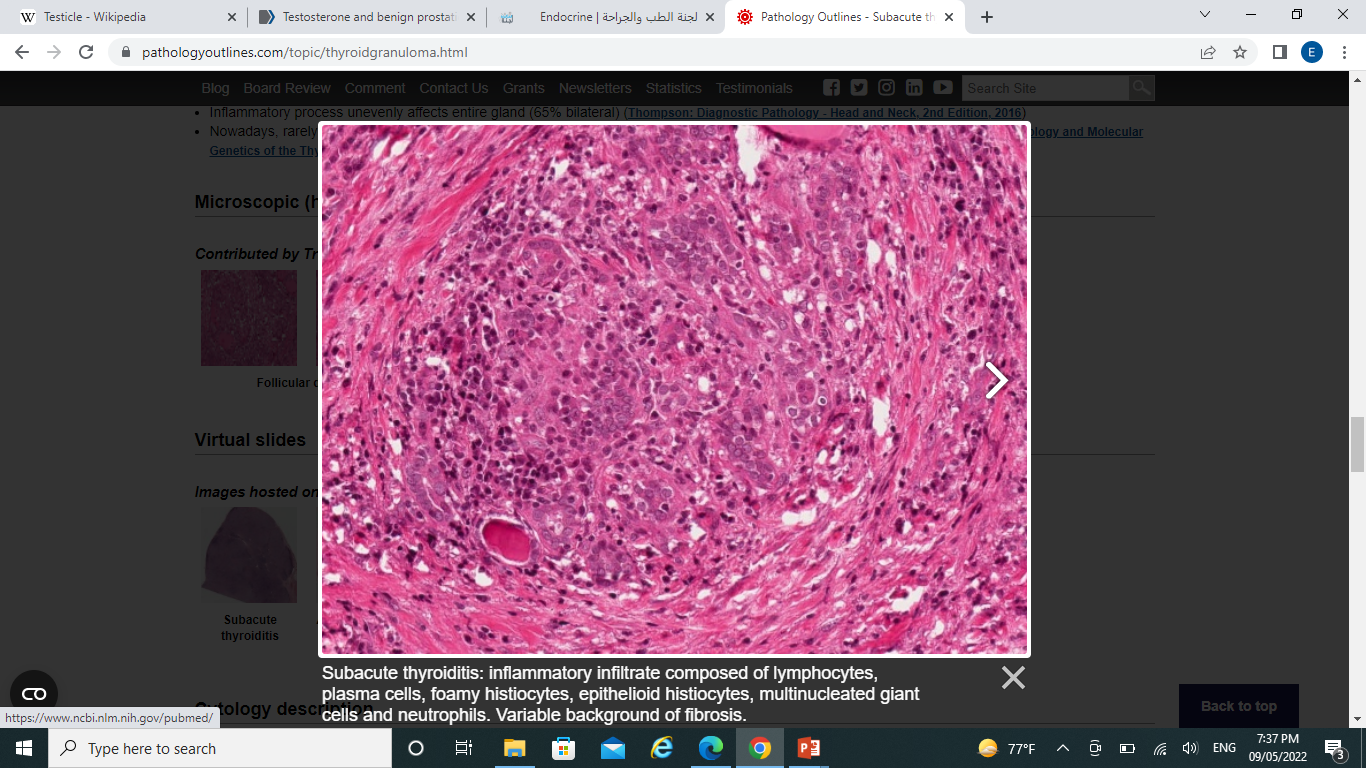 Testicle - Wikipedia
Testosterone and benign prostati
Endocrine | لجنة الطب والجراحة
Pathology Outlines - Subacute th
pathologyoutlines.com/topic/thyroidgranuloma.html
E
Blog Board Review Comment Contact Us Grants Newsletters Statistics Testimonials
Search Site
Inflammatory process unevenly affects entire gland (65% bilateral) (Thompson: Diagnostic Pathology - Head and Neck, 2nd Edition, 2016)
Nowadays, rarely ology and Molecular
Genetics of the Thy
Microscopic (h
Contributed by Tr
Follicular d
Virtual slides
Images hosted on
Subacute
thyroiditis
Subacute thyroiditis: inflammatory infiltrate composed of lymphocytes,
plasma cells, foamy histiocytes, epithelioid histiocytes, multinucleated giant
cells and neutrophils. Variable background of fibrosis.
Cytology description
Back to top
https://www.ncbi.nlm.nih.gov/pubmed/
Type here to search
77°F
ENG
7:37 PM
09/05/2022
3